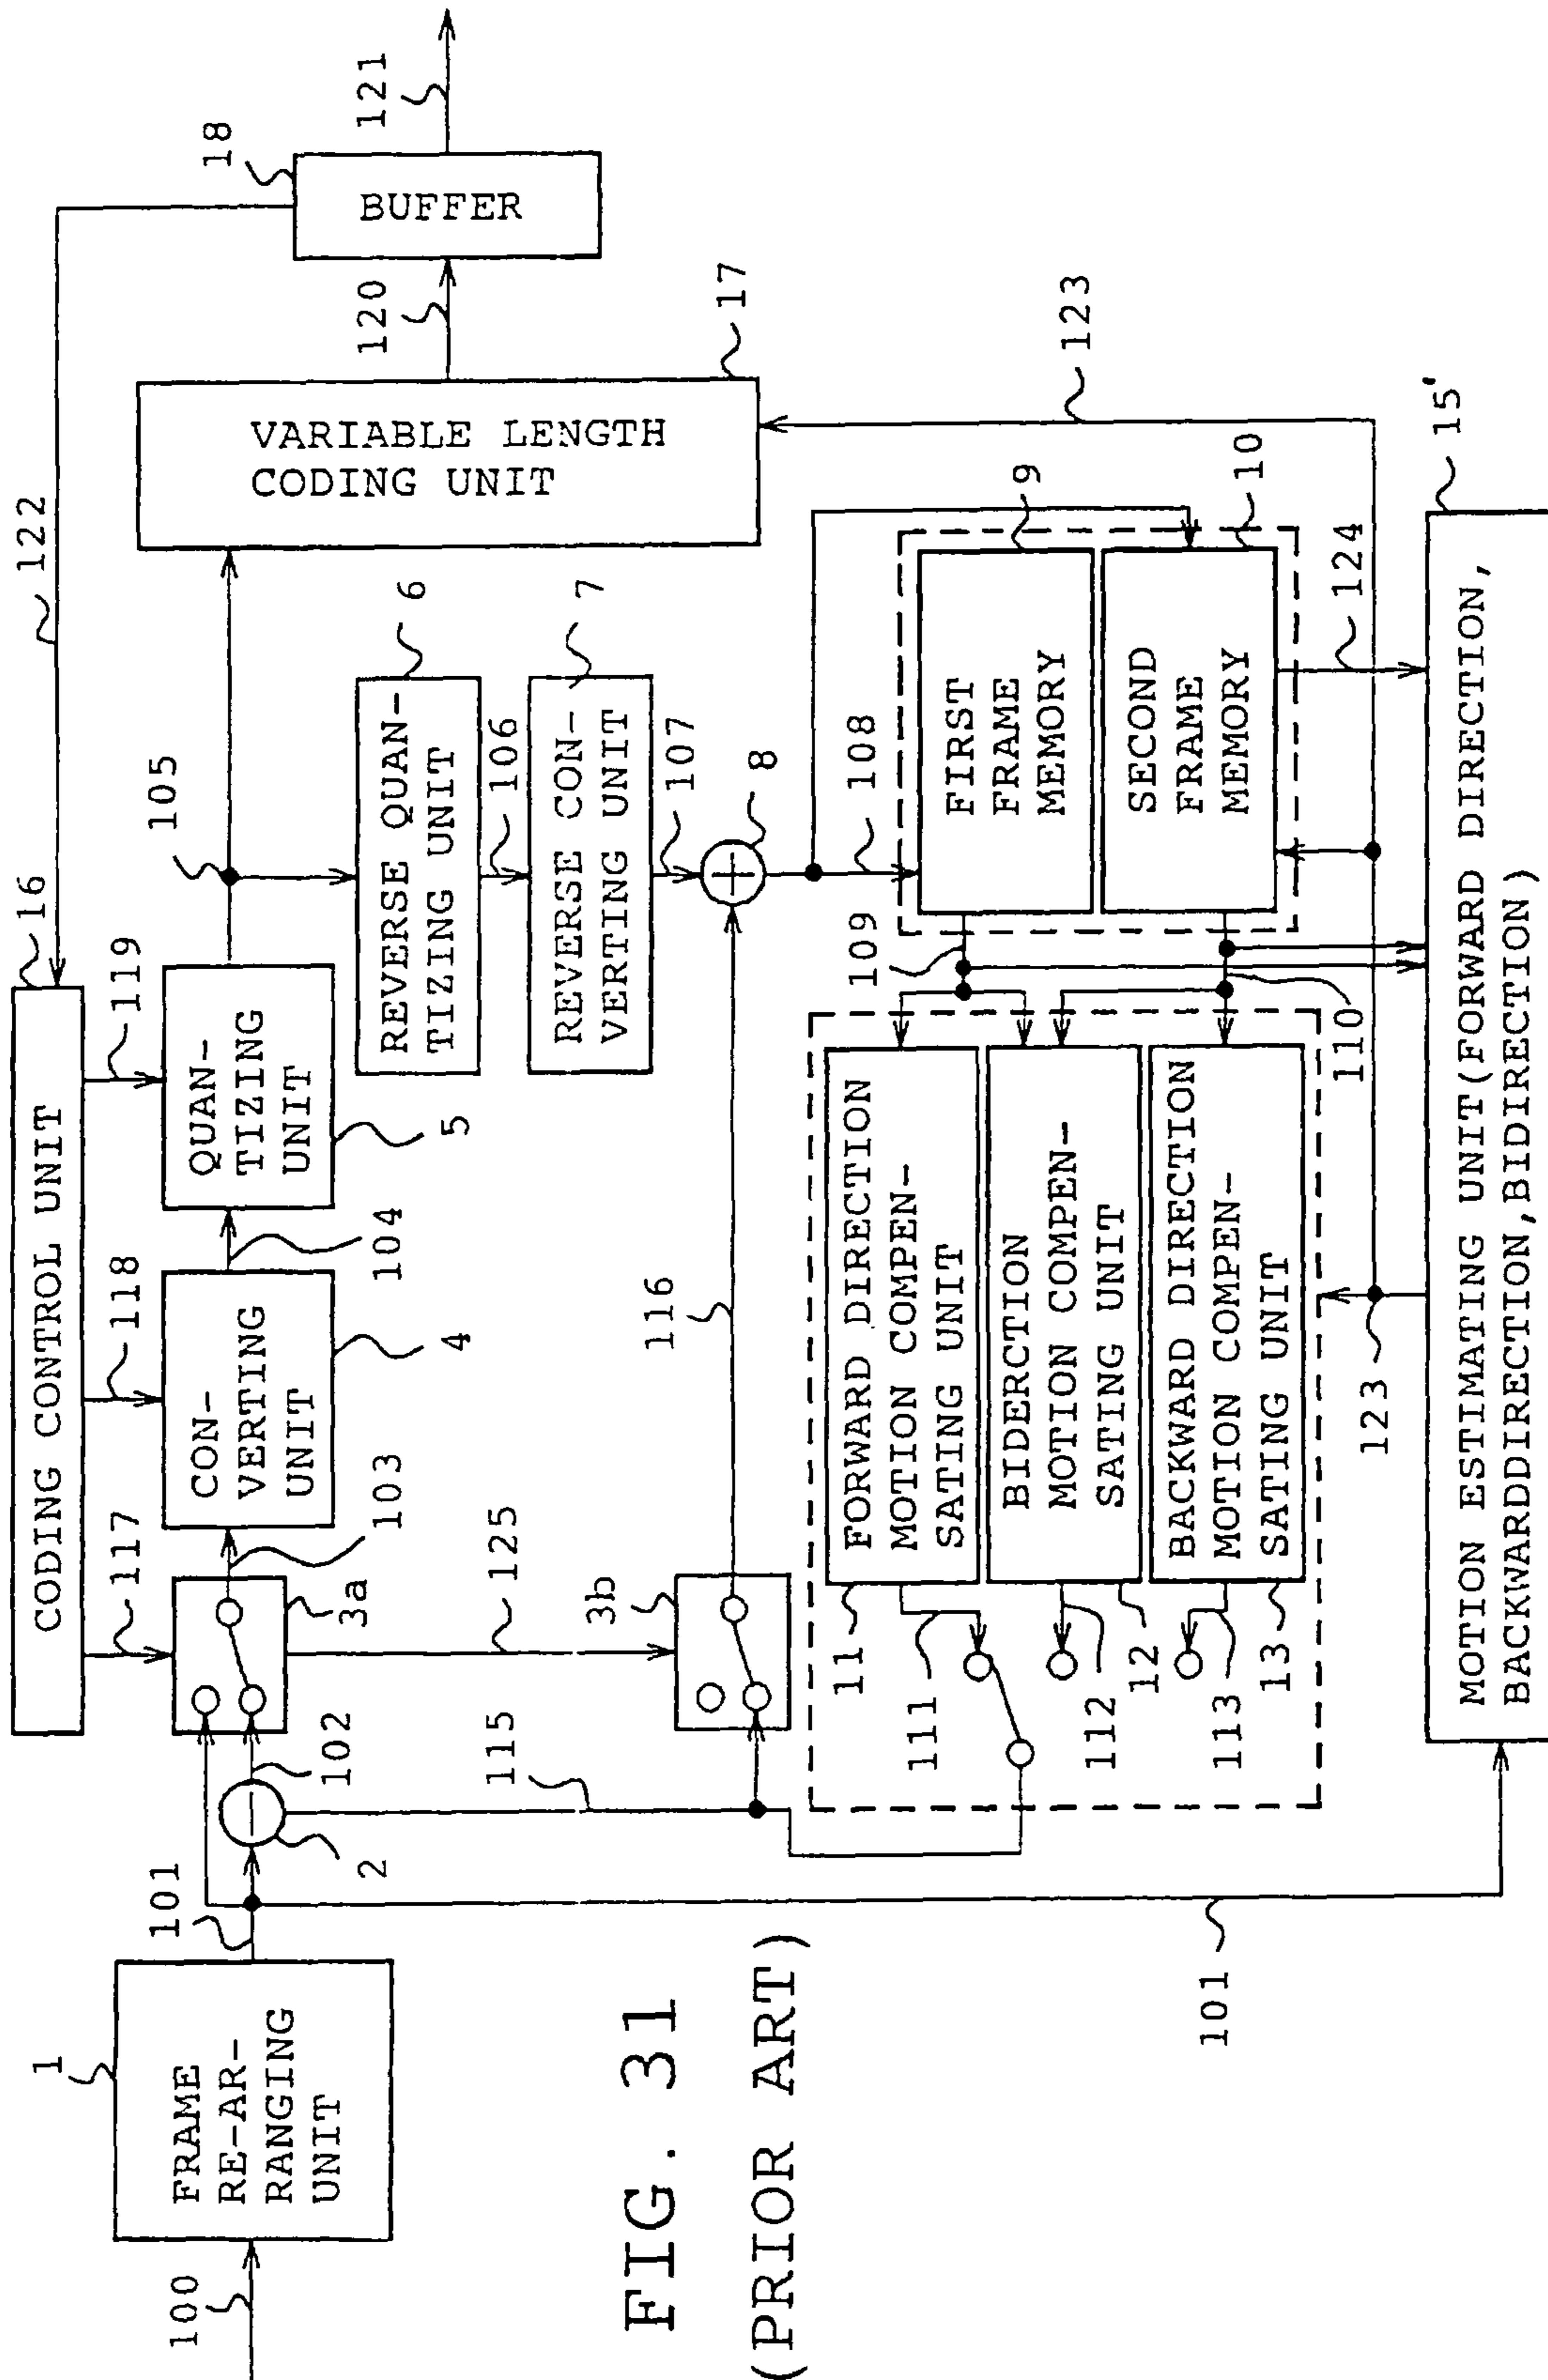 FIG. 31
(PRIOR ART)
100
1
FRAME
RE-AR-
RANGING
UNIT
101
2
102
115
101
16
CODING CONTROL UNIT
122
117
118
119
3a
103
CON-
VERTING
UNIT
4
104
QUAN-
TIZING
UNIT
5
105
125
3b
116
REVERSE QUAN-
TIZING UNIT
6
106
REVERSE CON-
VERTING UNIT
7
107
8
108
VARIABLE LENGTH
CODING UNIT
17
120
BUFFER
18
121
123
FIRST
FRAME
MEMORY
9
SECOND
FRAME
MEMORY
10
109
110
124
FORWARD DIRECTION
MOTION COMPEN-
SATING UNIT
11
111
BIDERCTION
MOTION COMPEN-
SATING UNIT
12
112
BACKWARD DIRECTION
MOTION COMPEN-
SATING UNIT
13
113
123
MOTION ESTIMATING UNIT(FORWARD DIRECTION,
BACKWARDDIRECTION,BIDIRECTION)
15'